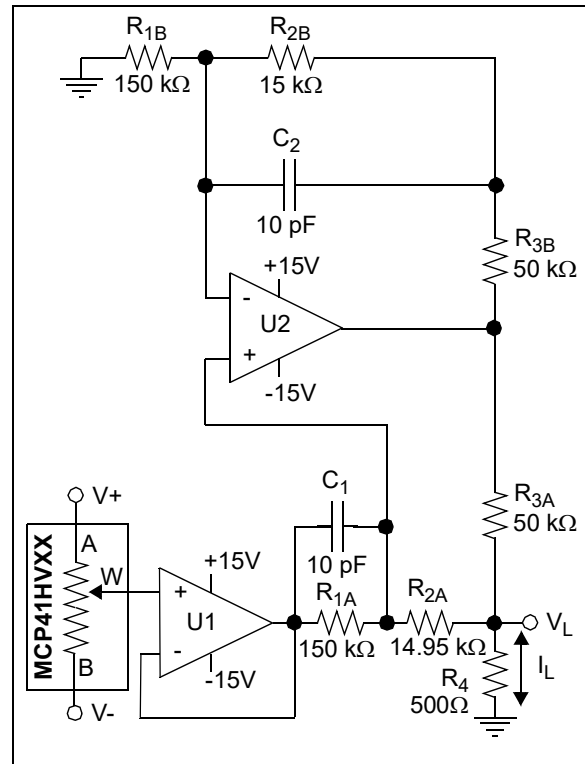 R1B
150 kΩ
R2B
15 kΩ
C2
10 pF
R3B
50 kΩ
+15V
-
U2
+
-15V
V+
C1
10 pF
R3A
50 kΩ
MCP41HVXX
A
W
B
V-
+15V
+
U1
-
-15V
R1A
150 kΩ
R2A
14.95 kΩ
VL
IL
R4
500Ω